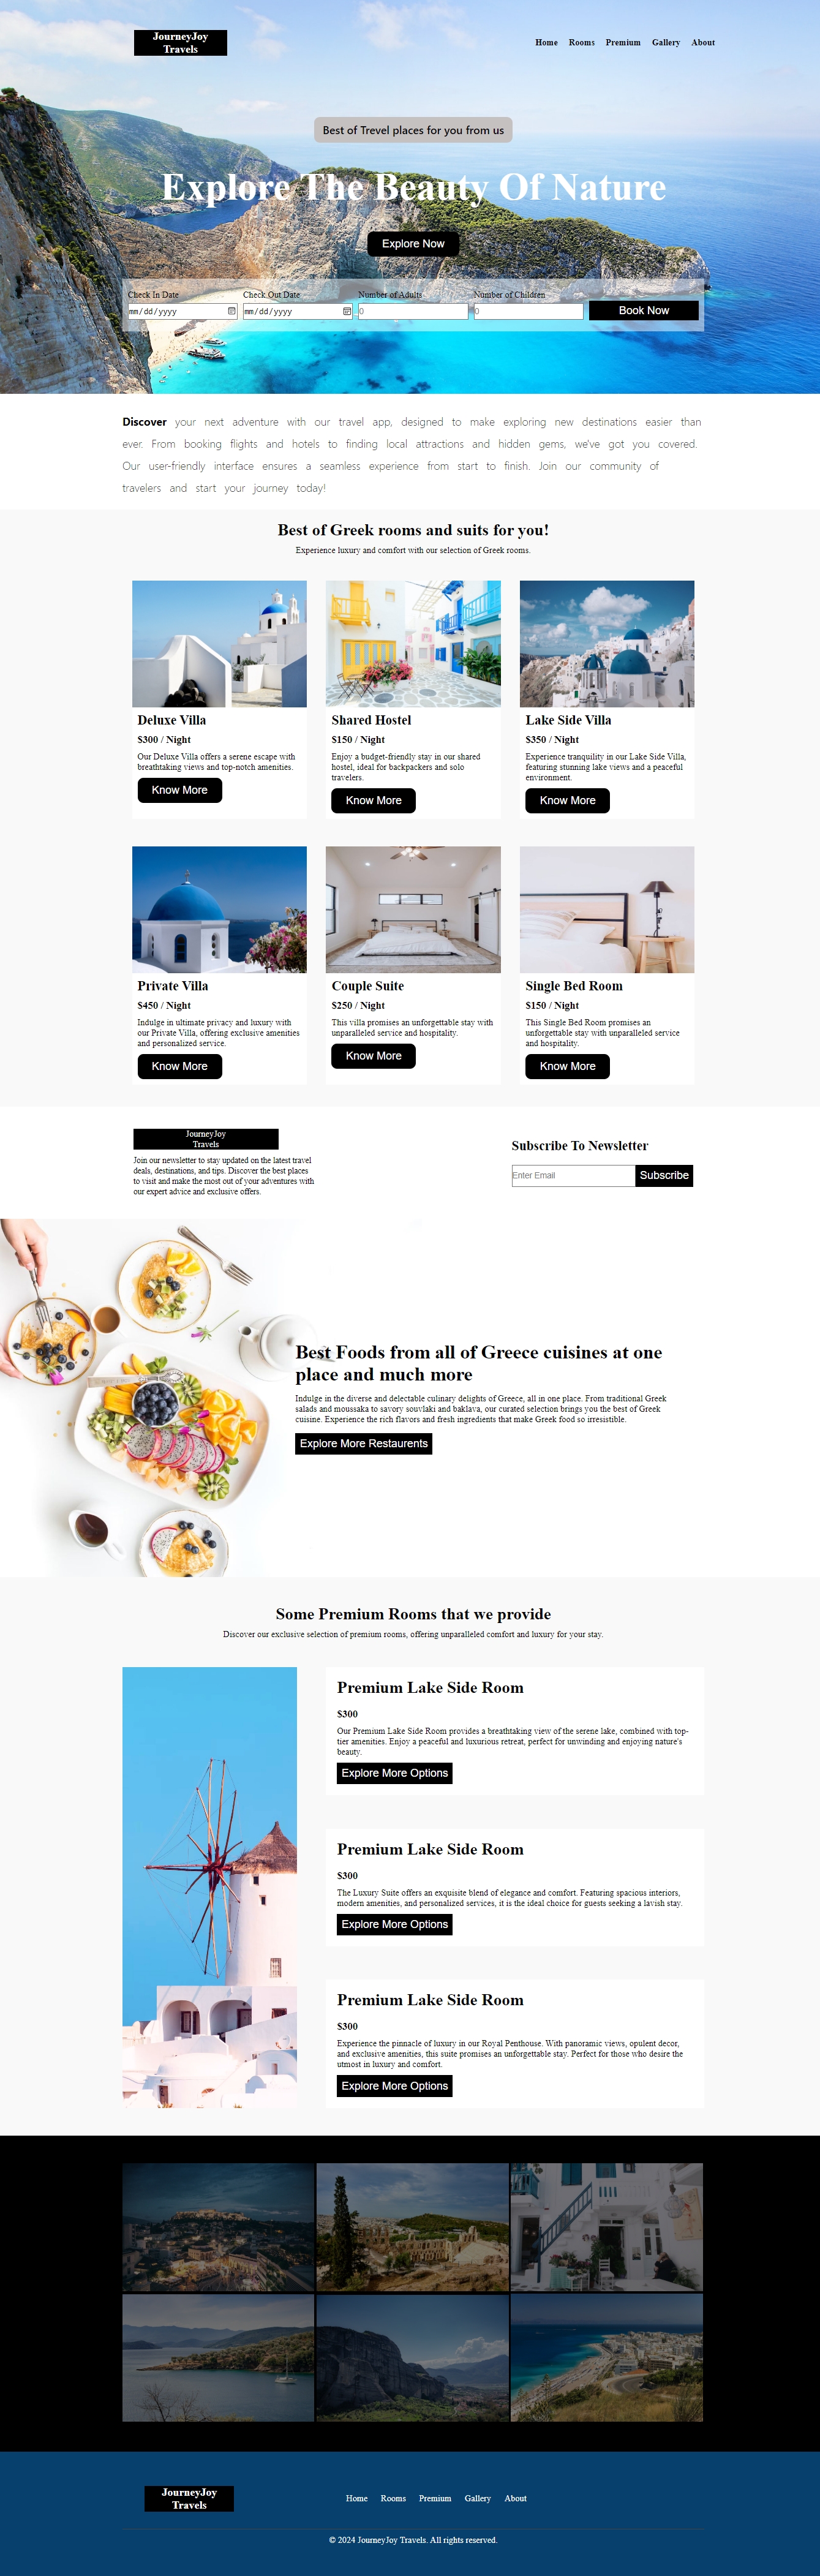 JourneyJoy
Travels
Home Rooms Premium Gallery About
Best of Trevel places for you from us
Explore The Beauty Of Nature
Explore Now
Check In Date Check Out Date Number of Adults Number of Children
mm/dd/yyyy mm/dd/yyyy 0 0 Book Now
Discover your next adventure with our travel app, designed to make exploring new destinations easier than
ever. From booking flights and hotels to finding local attractions and hidden gems, we've got you covered.
Our user-friendly interface ensures a seamless experience from start to finish. Join our community of
travelers and start your journey today!
Best of Greek rooms and suits for you!
Experience luxury and comfort with our selection of Greek rooms.
Deluxe Villa
$300 / Night
Our Deluxe Villa offers a serene escape with
breathtaking views and top-notch amenities.
Know More
Shared Hostel
$150 / Night
Enjoy a budget-friendly stay in our shared
hostel, ideal for backpackers and solo
travelers.
Know More
Lake Side Villa
$350 / Night
Experience tranquility in our Lake Side Villa,
featuring stunning lake views and a peaceful
environment.
Know More
Private Villa
$450 / Night
Indulge in ultimate privacy and luxury with
our Private Villa, offering exclusive amenities
and personalized service.
Know More
Couple Suite
$250 / Night
This villa promises an unforgettable stay with
unparalleled service and hospitality.
Know More
Single Bed Room
$150 / Night
This Single Bed Room promises an
unforgettable stay with unparalleled service
and hospitality.
Know More
JourneyJoy
Travels
Join our newsletter to stay updated on the latest travel
deals, destinations, and tips. Discover the best places
to visit and make the most out of your adventures with
our expert advice and exclusive offers.
Subscribe To Newsletter
Enter Email Subscribe
Best Foods from all of Greece cuisines at one
place and much more
Indulge in the diverse and delectable culinary delights of Greece, all in one place. From traditional Greek
salads and moussaka to savory souvlaki and baklava, our curated selection brings you the best of Greek
cuisine. Experience the rich flavors and fresh ingredients that make Greek food so irresistible.
Explore More Restaurents
Some Premium Rooms that we provide
Discover our exclusive selection of premium rooms, offering unparalleled comfort and luxury for your stay.
Premium Lake Side Room
$300
Our Premium Lake Side Room provides a breathtaking view of the serene lake, combined with top-
tier amenities. Enjoy a peaceful and luxurious retreat, perfect for unwinding and enjoying nature's
beauty.
Explore More Options
Premium Lake Side Room
$300
The Luxury Suite offers an exquisite blend of elegance and comfort. Featuring spacious interiors,
modern amenities, and personalized services, it is the ideal choice for guests seeking a lavish stay.
Explore More Options
Premium Lake Side Room
$300
Experience the pinnacle of luxury in our Royal Penthouse. With panoramic views, opulent decor,
and exclusive amenities, this suite promises an unforgettable stay. Perfect for those who desire the
utmost in luxury and comfort.
Explore More Options
JourneyJoy
Travels
Home Rooms Premium Gallery About
© 2024 JourneyJoy Travels. All rights reserved.